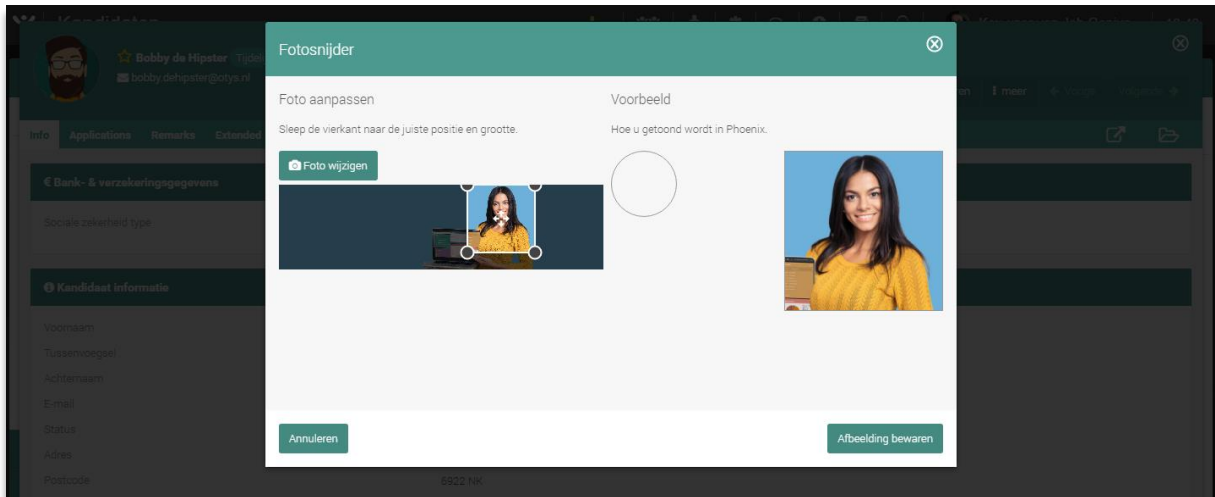 Kandidaten
Bobby de Hipster
bobby.dehipster@otys.nl
meer
Vorige
Info Applications Remarks Extended
Fotosnijder
Foto aanpassen
Sleep de vierkant naar de juiste positie en grootte.
Foto wijzigen
Voorbeeld
Hoe u getoond wordt in Phoenix.
€ Bank- & verzekeringsgegevens
Sociale zekerheid type
Kandidaat informatie
Voornaam
Tussenvoegsel
Achternaam
E-mail
Status
Adres
Postcode 5922 NK
Annuleren
Afbeelding bewaren